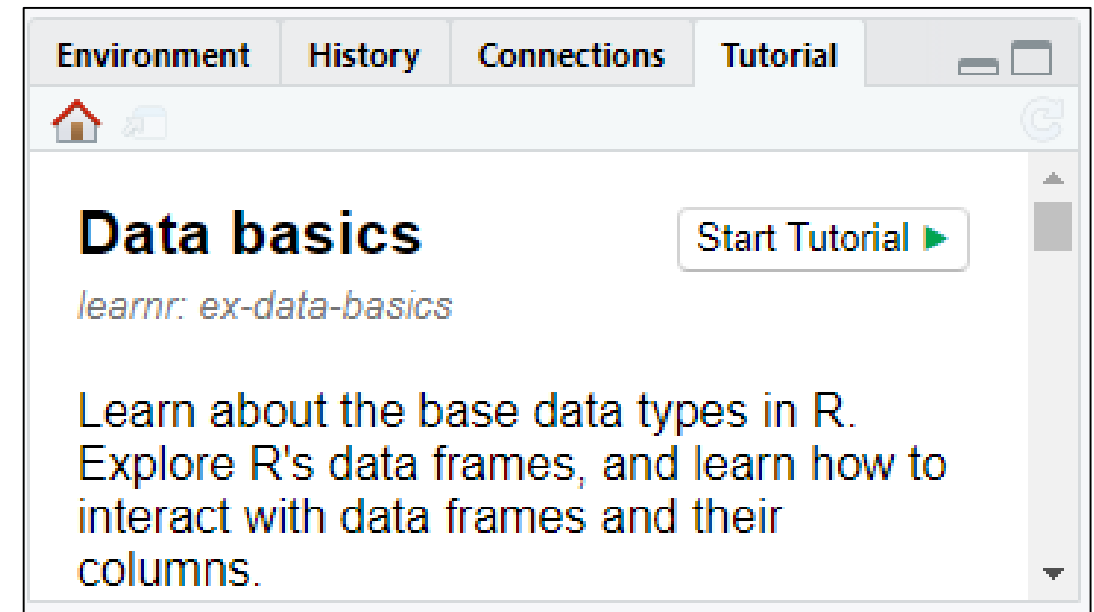 Environment History Connections Tutorial
Data basics
Start Tutorial
learnr: ex-data-basics
Learn about the base data types in R.
Explore R's data frames, and learn how to
interact with data frames and their
columns.